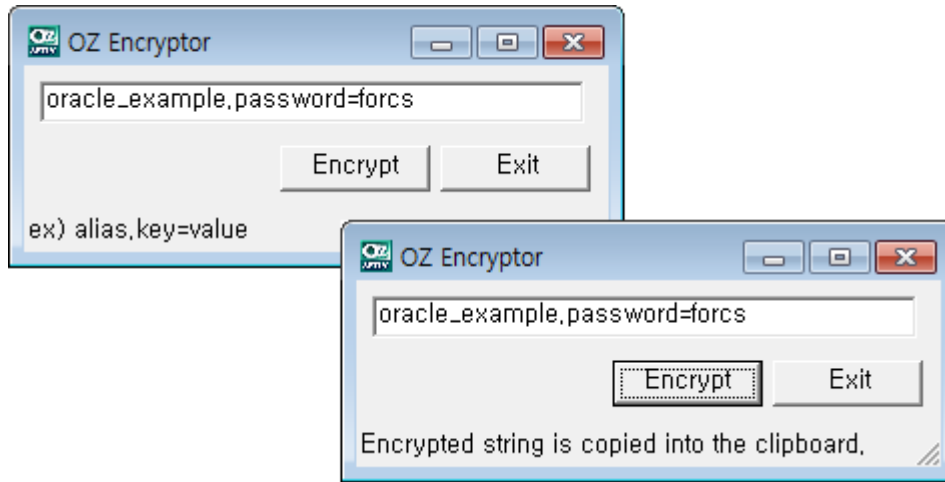 OZ Encryptor
oracle_example,password=forcs
Encrypt Exit
ex) alias,key=value
OZ Encryptor
oracle_example,password=forcs
Encrypt Exit
Encrypted string is copied into the clipboard,